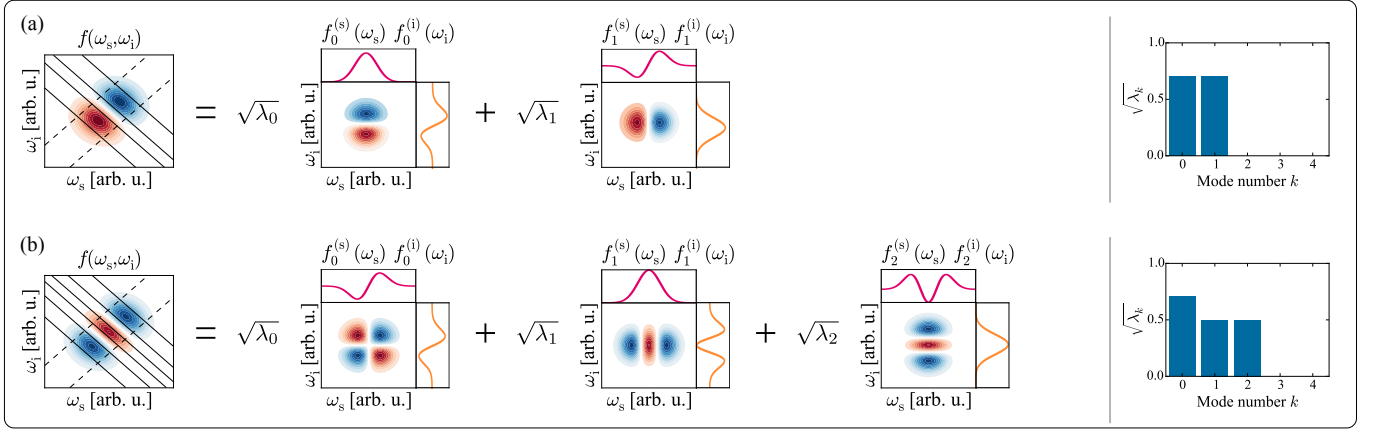 (a)
f(ωₛ,ωᵢ)
ωᵢ [arb. u.]
ωₛ [arb. u.]
=
√λ₀
f₀⁽ˢ⁾(ωₛ) f₀⁽ⁱ⁾(ωᵢ)
ωᵢ [arb. u.]
ωₛ [arb. u.]
+
√λ₁
f₁⁽ˢ⁾(ωₛ) f₁⁽ⁱ⁾(ωᵢ)
ωᵢ [arb. u.]
ωₛ [arb. u.]
√λₖ
1.0
0.5
0.0
0 1 2 3 4
Mode number k
(b)
f(ωₛ,ωᵢ)
ωᵢ [arb. u.]
ωₛ [arb. u.]
=
√λ₀
f₀⁽ˢ⁾(ωₛ) f₀⁽ⁱ⁾(ωᵢ)
ωᵢ [arb. u.]
ωₛ [arb. u.]
+
√λ₁
f₁⁽ˢ⁾(ωₛ) f₁⁽ⁱ⁾(ωᵢ)
ωᵢ [arb. u.]
ωₛ [arb. u.]
+
√λ₂
f₂⁽ˢ⁾(ωₛ) f₂⁽ⁱ⁾(ωᵢ)
ωᵢ [arb. u.]
ωₛ [arb. u.]
√λₖ
1.0
0.5
0.0
0 1 2 3 4
Mode number k